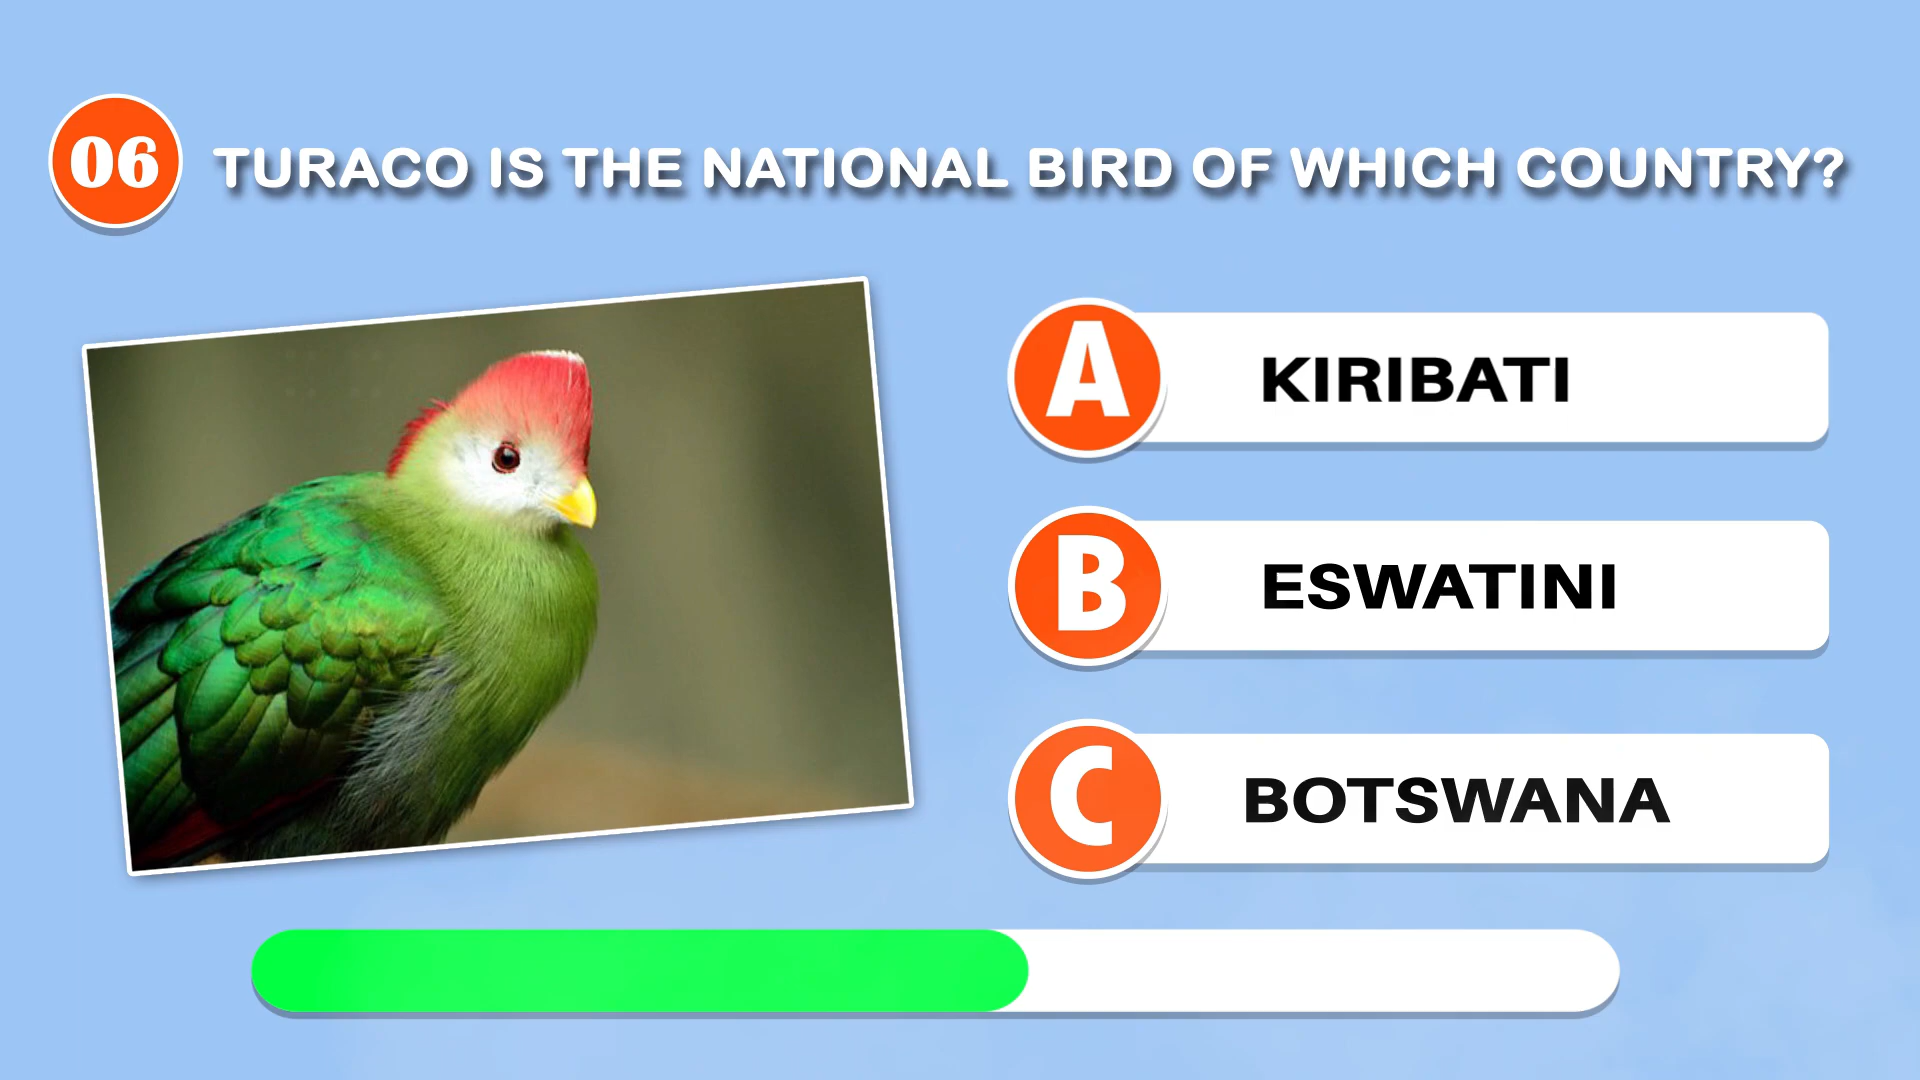 06
TURACO IS THE NATIONAL BIRD OF WHICH COUNTRY?
A
KIRIBATI
B
ESWATINI
C
BOTSWANA